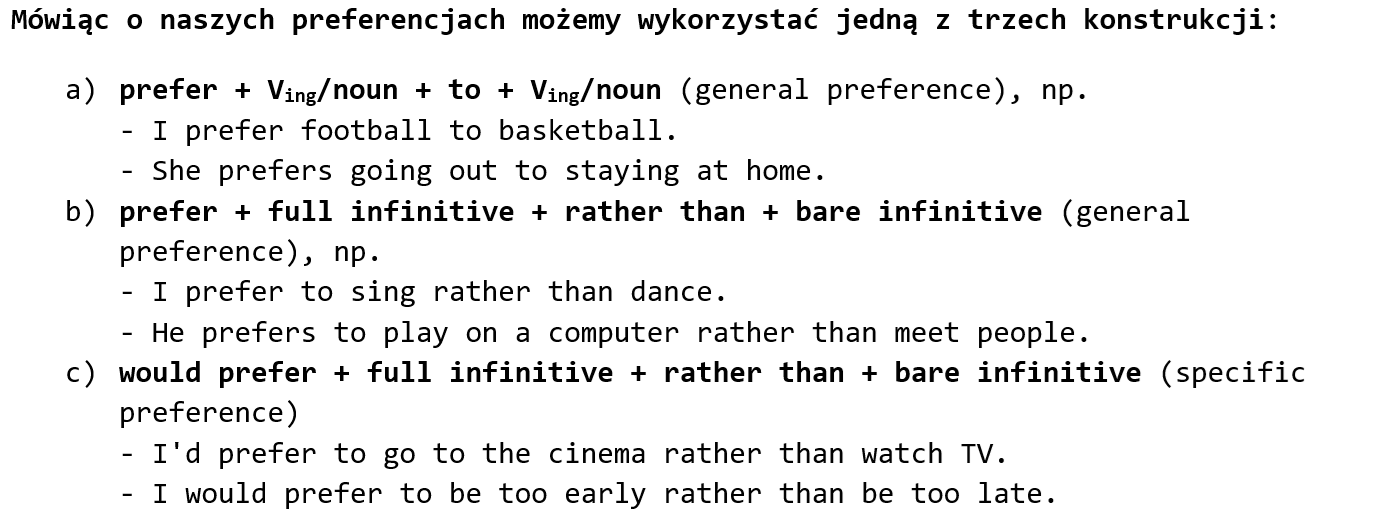 Mówiąc o naszych preferencjach możemy wykorzystać jedną z trzech konstrukcji:
a) prefer + Ving/noun + to + Ving/noun (general preference), np.
- I prefer football to basketball.
- She prefers going out to staying at home.
b) prefer + full infinitive + rather than + bare infinitive (general
preference), np.
- I prefer to sing rather than dance.
- He prefers to play on a computer rather than meet people.
c) would prefer + full infinitive + rather than + bare infinitive (specific
preference)
- I'd prefer to go to the cinema rather than watch TV.
- I would prefer to be too early rather than be too late.